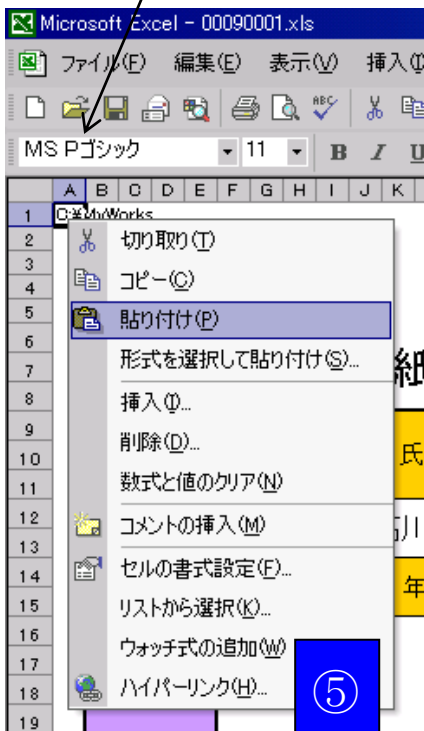 Microsoft Excel - 00090001.xls
ファイル(F) 編集(E) 表示(V) 挿入(I
ABC
MS Pゴシック 11 B I U
A B C D E F G H I J K
1 C:¥MyWorks
2
切り取り(T)
3
4
コピー(C)
5
貼り付け(P)
6
7
形式を選択して貼り付け(S)...
紙
8
挿入(I)...
9
削除(D)...
氏
10
11
数式と値のクリア(N)
12
コメントの挿入(M)
川
13
14
セルの書式設定(F)...
年
15
リストから選択(K)...
16
ウォッチ式の追加(W)
17
18
ハイパーリンク(H)...
⑤
19